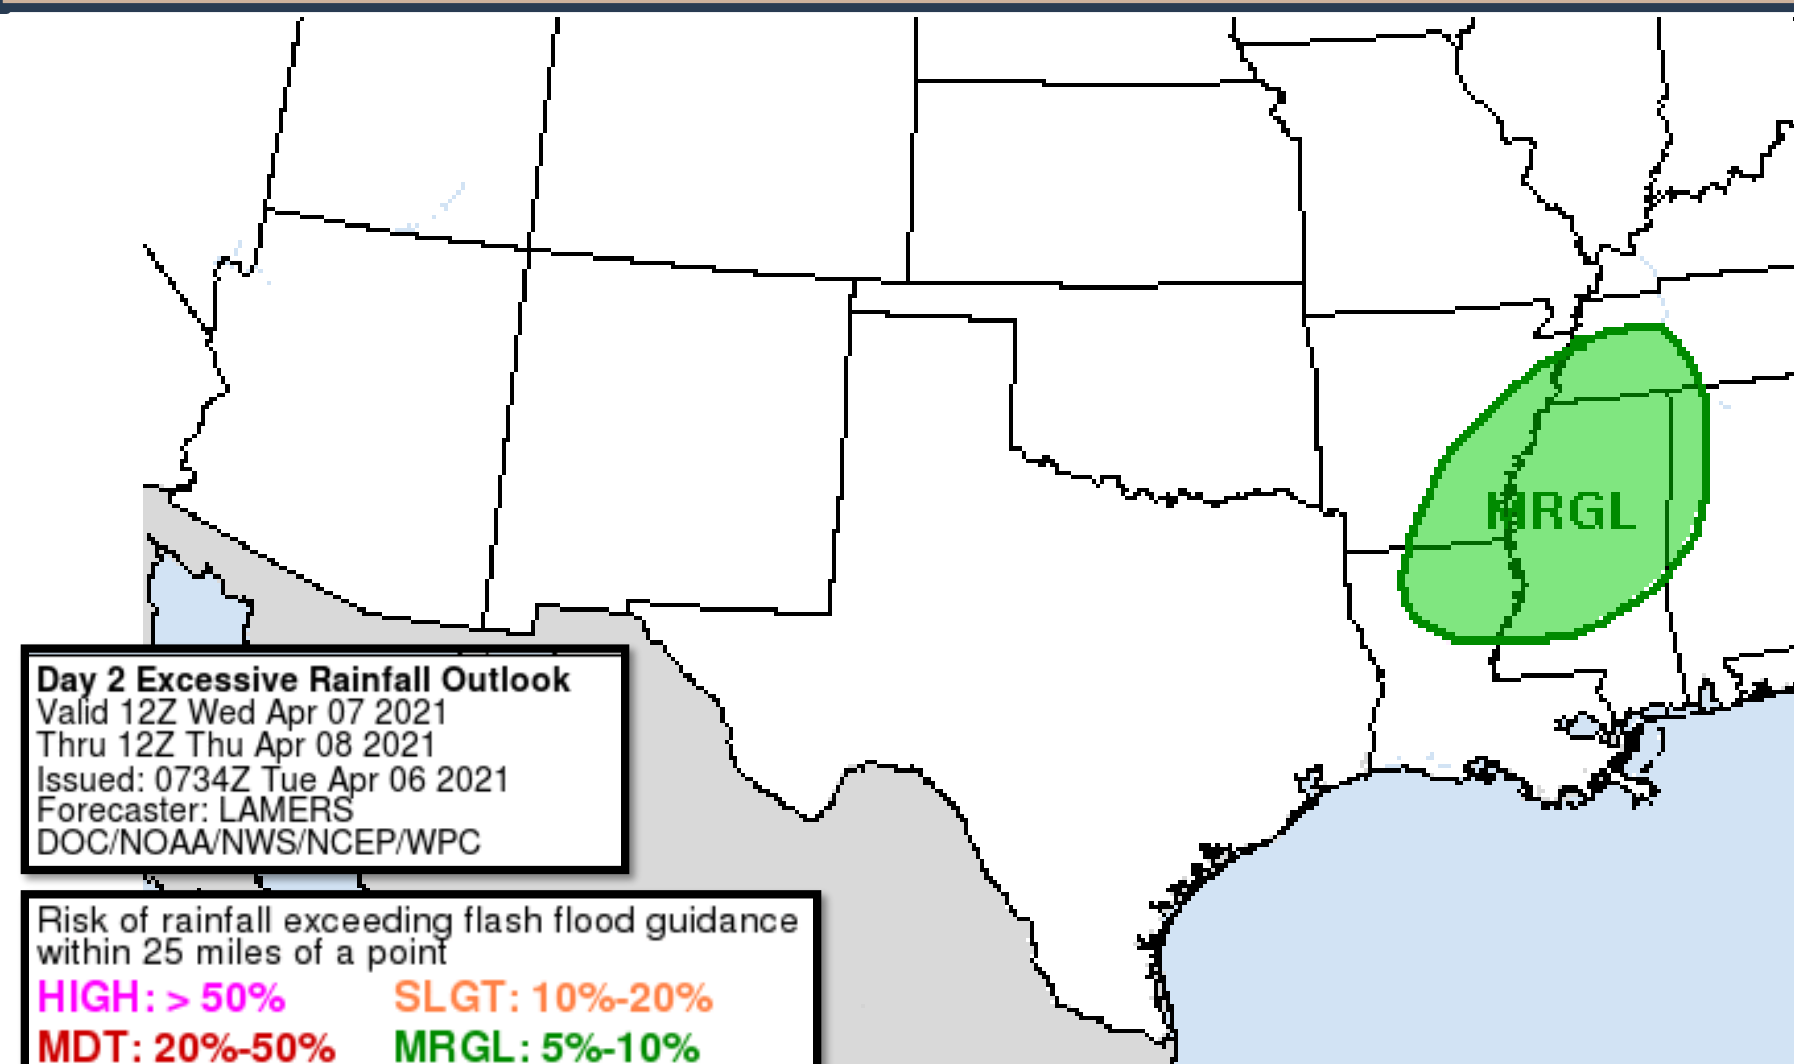 MRGL
Day 2 Excessive Rainfall Outlook
Valid 12Z Wed Apr 07 2021
Thru 12Z Thu Apr 08 2021
Issued: 0734Z Tue Apr 06 2021
Forecaster: LAMERS
DOC/NOAA/NWS/NCEP/WPC
Risk of rainfall exceeding flash flood guidance
within 25 miles of a point
HIGH: > 50% SLGT: 10%-20%
MDT: 20%-50% MRGL: 5%-10%